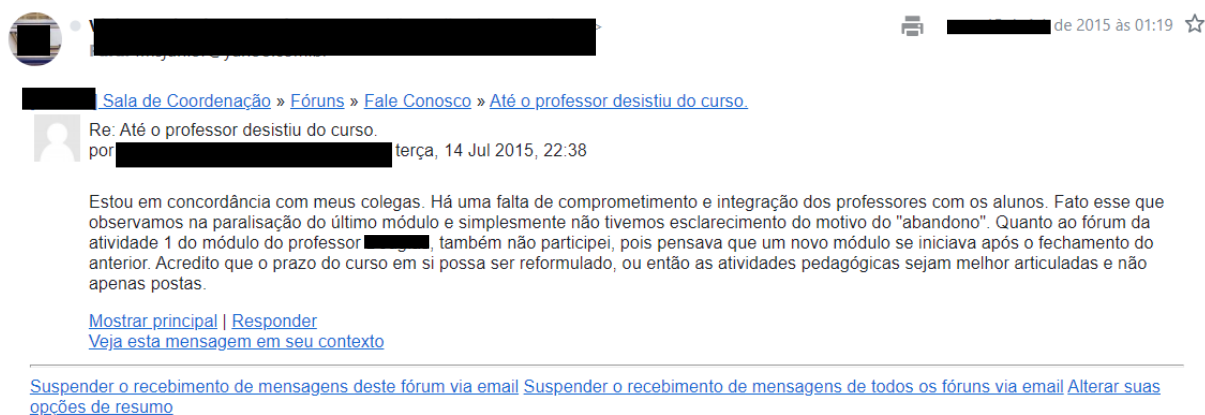 de 2015 às 01:19
Sala de Coordenação » Fóruns » Fale Conosco » Até o professor desistiu do curso.
Re: Até o professor desistiu do curso.
por terça, 14 Jul 2015, 22:38
Estou em concordância com meus colegas. Há uma falta de comprometimento e integração dos professores com os alunos. Fato esse que
observamos na paralisação do último módulo e simplesmente não tivemos esclarecimento do motivo do "abandono". Quanto ao fórum da
atividade 1 do módulo do professor , também não participei, pois pensava que um novo módulo se iniciava após o fechamento do
anterior. Acredito que o prazo do curso em si possa ser reformulado, ou então as atividades pedagógicas sejam melhor articuladas e não
apenas postas.
Mostrar principal | Responder
Veja esta mensagem em seu contexto
Suspender o recebimento de mensagens deste fórum via email Suspender o recebimento de mensagens de todos os fóruns via email Alterar suas
opções de resumo